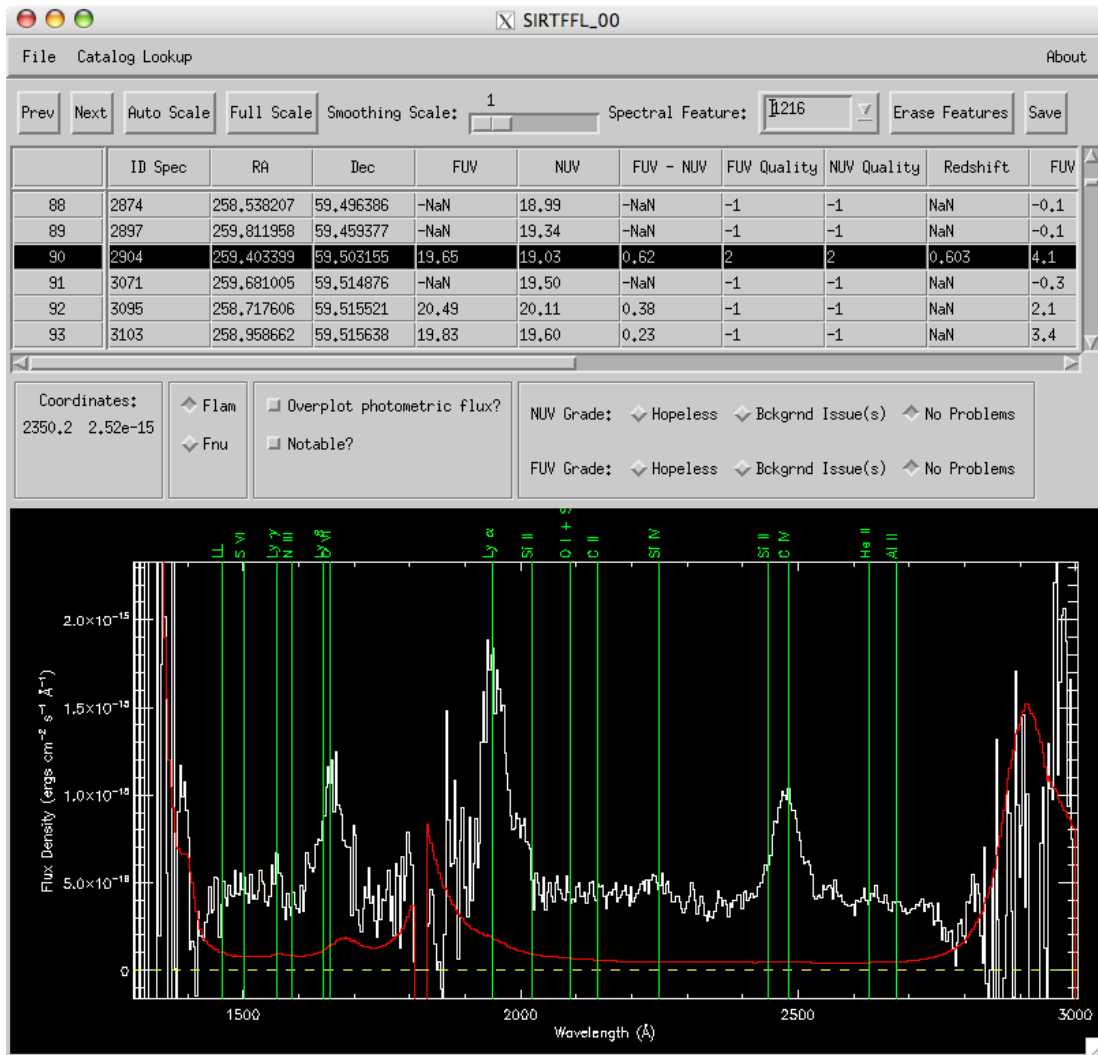 SIRTFFL_00
File Catalog Lookup About
Prev Next Auto Scale Full Scale Smoothing Scale: 1 Spectral Feature: 1216 Erase Features Save
ID Spec RA Dec FUV NUV FUV - NUV FUV Quality NUV Quality Redshift FUV
88 2874 258.538207 59.496386 -NaN 18.99 -NaN -1 -1 NaN -0.1
89 2897 259.811958 59.459377 -NaN 19.34 -NaN -1 -1 NaN -0.1
90 2904 259.403399 59.503155 19.65 19.03 0.62 2 2 0.603 4.1
91 3071 259.681005 59.514876 -NaN 19.50 -NaN -1 -1 NaN -0.3
92 3095 258.717606 59.515521 20.49 20.11 0.38 -1 -1 NaN 2.1
93 3103 258.958662 59.515638 19.83 19.60 0.23 -1 -1 NaN 3.4
Coordinates:
2350.2 2.52e-15
Flam
Fnu
Overplot photometric flux?
Notable?
NUV Grade: Hopeless Bckgrnd Issue(s) No Problems
FUV Grade: Hopeless Bckgrnd Issue(s) No Problems
LL S VI Ly γ N III Ly β Ly α Si II O I + S C II Si IV Si II C IV He II Al II
2.0×10⁻¹⁵
1.5×10⁻¹⁵
1.0×10⁻¹⁵
5.0×10⁻¹⁶
0
Flux Density (ergs cm⁻² s⁻¹ Å⁻¹)
1500 2000 2500 3000
Wavelength (Å)